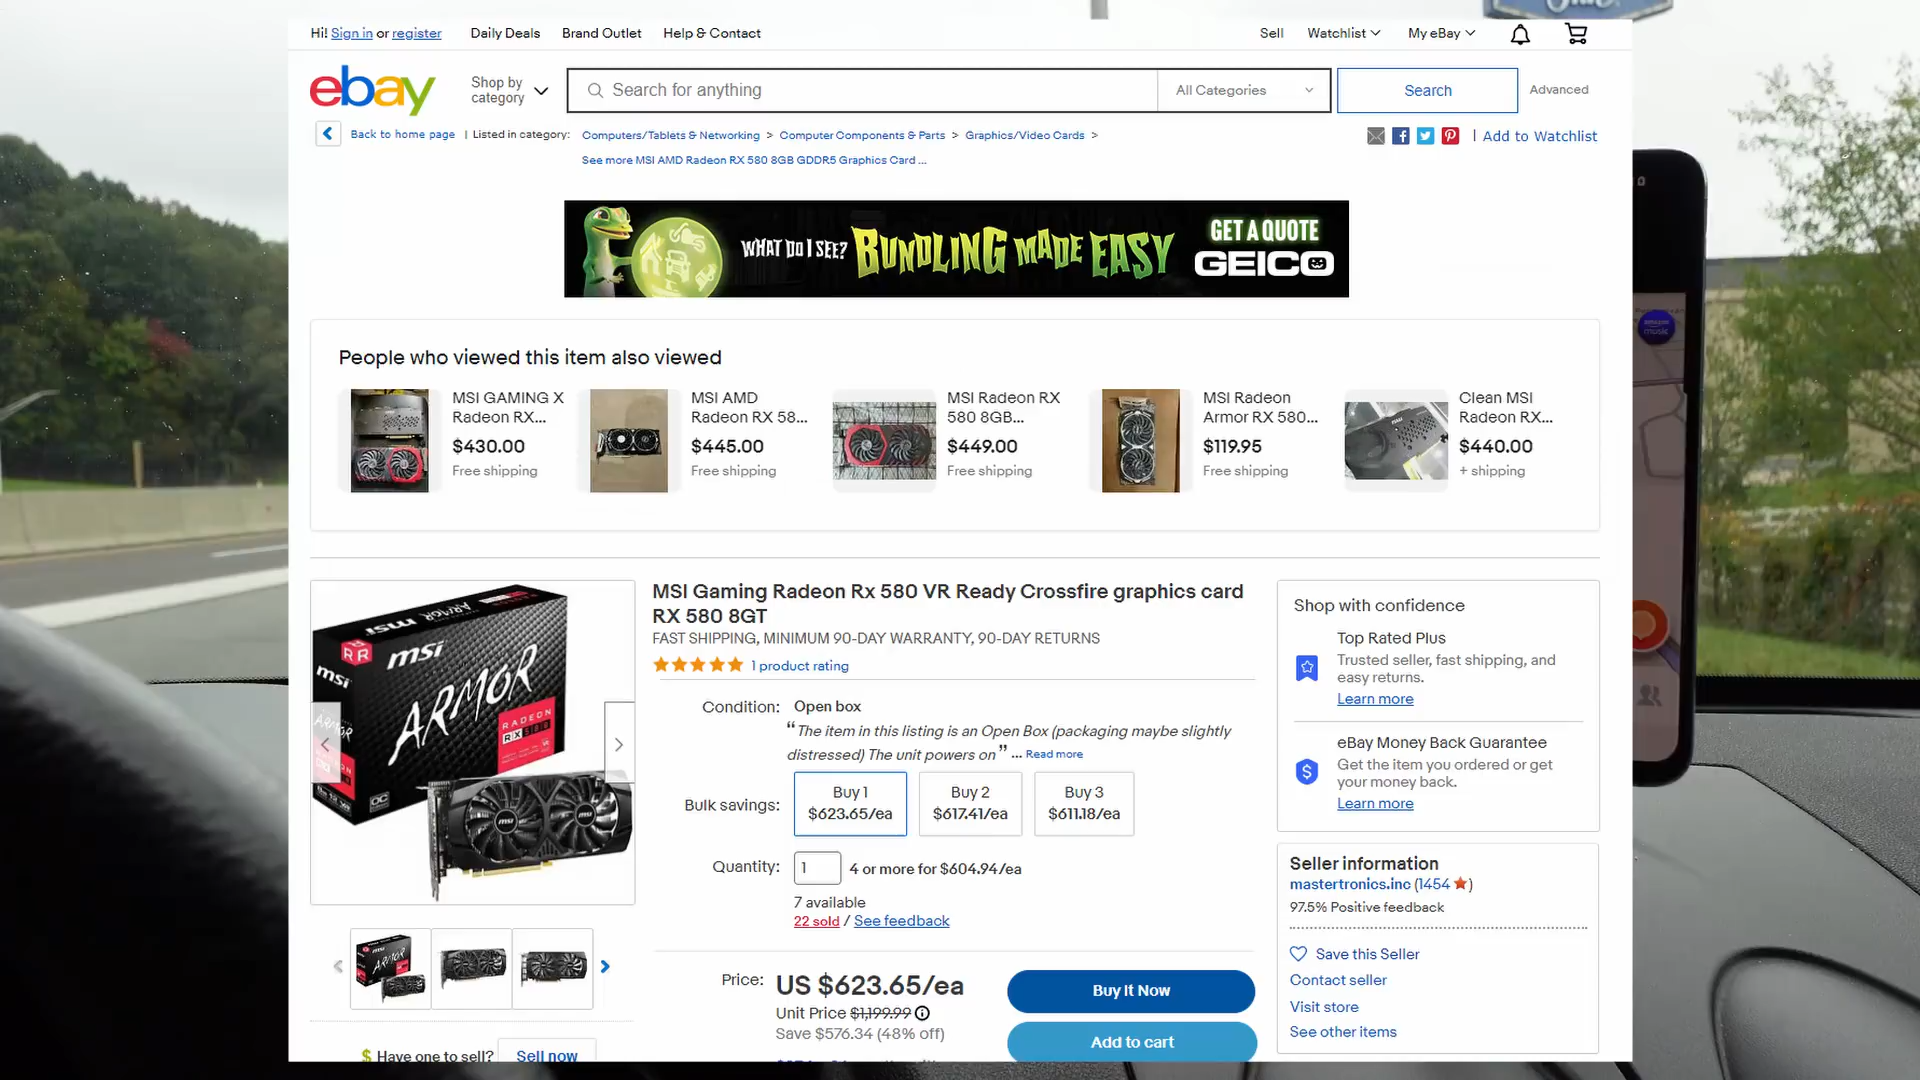 Hi! Sign in or register
Daily Deals
Brand Outlet
Help & Contact
Sell
Watchlist
My eBay
ebay
Shop by
category
Search for anything
All Categories
Search
Advanced
Back to home page | Listed in category: Computers/Tablets & Networking > Computer Components & Parts > Graphics/Video Cards >
| Add to Watchlist
See more MSI AMD Radeon RX 580 8GB GDDR5 Graphics Card ...
WHAT DO I SEE? BUNDLING MADE EASY
GET A QUOTE
GEICO
People who viewed this item also viewed
MSI GAMING X
Radeon RX...
$430.00
Free shipping
MSI AMD
Radeon RX 58...
$445.00
Free shipping
MSI Radeon RX
580 8GB...
$449.00
Free shipping
MSI Radeon
Armor RX 580...
$119.95
Free shipping
Clean MSI
Radeon RX...
$440.00
+ shipping
amazon
music
msi ARMOR
msi
ARMOR
RADEON
RX 580
OC
MSI Gaming Radeon Rx 580 VR Ready Crossfire graphics card
RX 580 8GT
FAST SHIPPING, MINIMUM 90-DAY WARRANTY, 90-DAY RETURNS
1 product rating
Condition: Open box
“The item in this listing is an Open Box (packaging maybe slightly
distressed) The unit powers on” ... Read more
Bulk savings:
Buy 1
$623.65/ea
Buy 2
$617.41/ea
Buy 3
$611.18/ea
Quantity: 1 4 or more for $604.94/ea
7 available
22 sold / See feedback
Price: US $623.65/ea
Unit Price $1,199.99
Save $576.34 (48% off)
Buy It Now
Add to cart
Have one to sell? Sell now
Shop with confidence
Top Rated Plus
Trusted seller, fast shipping, and
easy returns.
Learn more
eBay Money Back Guarantee
Get the item you ordered or get
your money back.
Learn more
Seller information
mastertronics.inc (1454 )
97.5% Positive feedback
Save this Seller
Contact seller
Visit store
See other items